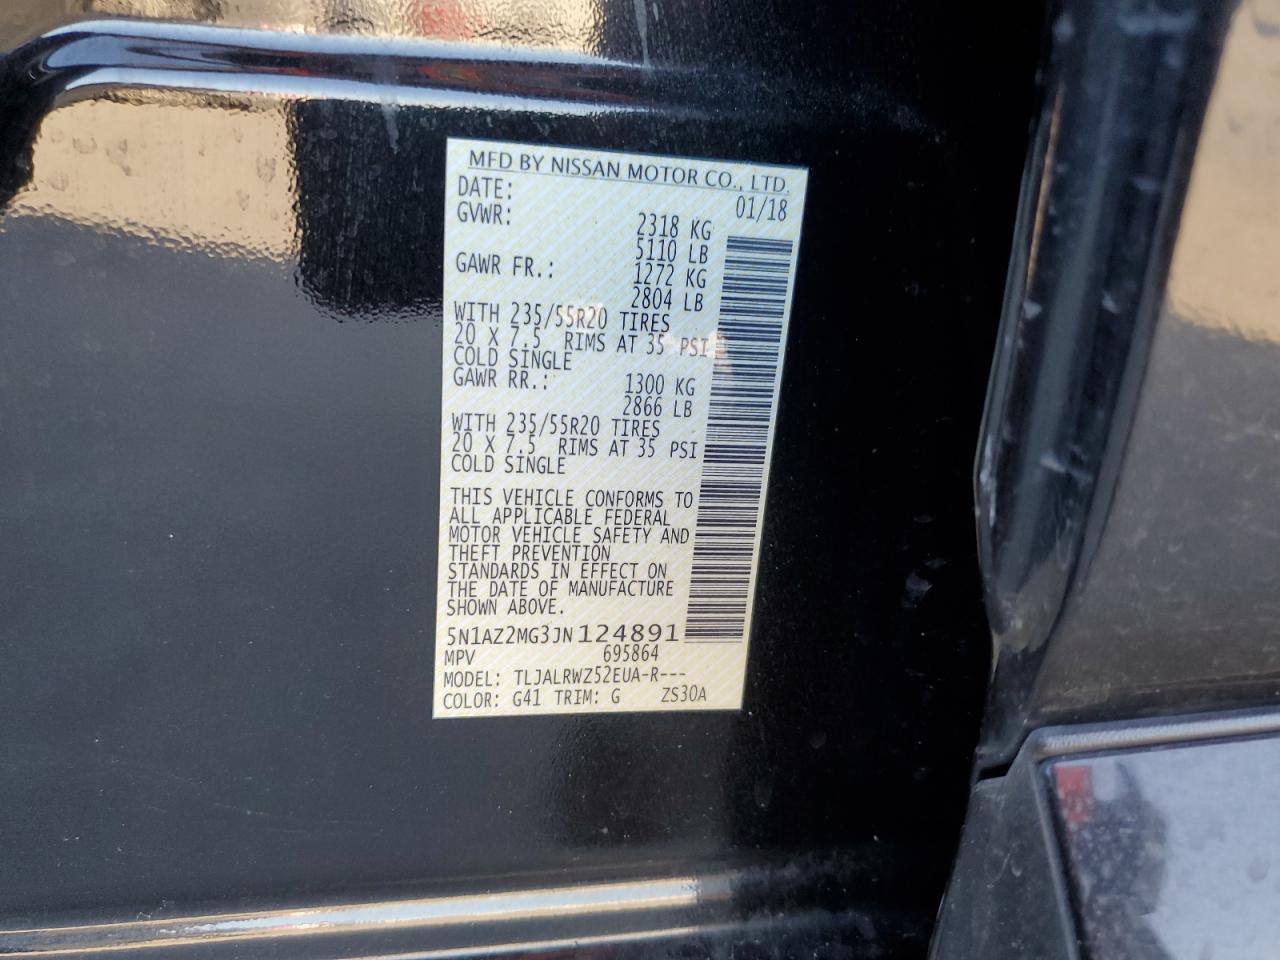 MFD BY NISSAN MOTOR CO., LTD.
DATE: 01/18
GVWR: 2318 KG
5110 LB
GAWR FR.: 1272 KG
2804 LB
WITH 235/55R20 TIRES
20 X 7.5 RIMS AT 35 PSI
COLD SINGLE
GAWR RR.: 1300 KG
2866 LB
WITH 235/55R20 TIRES
20 X 7.5 RIMS AT 35 PSI
COLD SINGLE
THIS VEHICLE CONFORMS TO
ALL APPLICABLE FEDERAL
MOTOR VEHICLE SAFETY AND
THEFT PREVENTION
STANDARDS IN EFFECT ON
THE DATE OF MANUFACTURE
SHOWN ABOVE.
5N1AZ2MG3JN124891
MPV 695864
MODEL: TLJALRWZ52EUA-R---
COLOR: G41 TRIM: G ZS30A